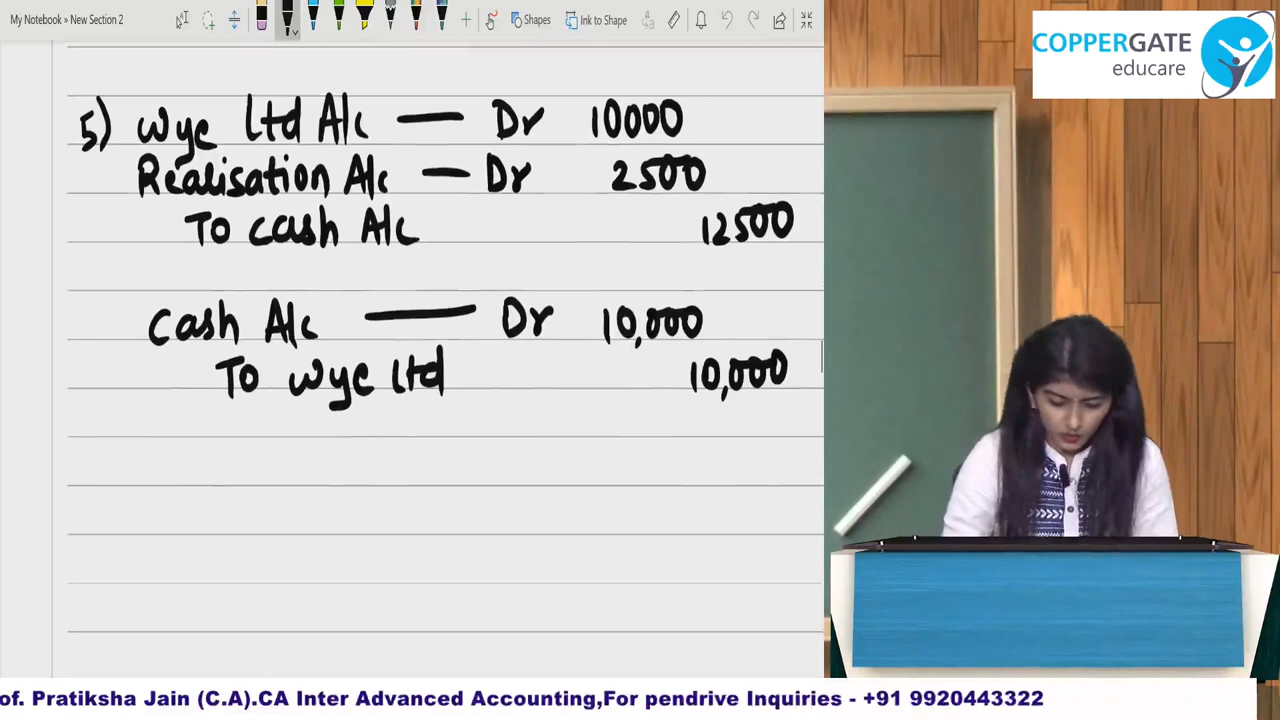 My Notebook » New Section 2
Shapes
Ink to Shape
COPPERGATE
educare
5) Wye Ltd A/c — Dr 10000
Realisation A/c — Dr 2500
To cash A/c 12500
Cash A/c — Dr 10,000
To Wye Ltd 10,000
of. Pratiksha Jain (C.A).CA Inter Advanced Accounting,For pendrive Inquiries - +91 9920443322